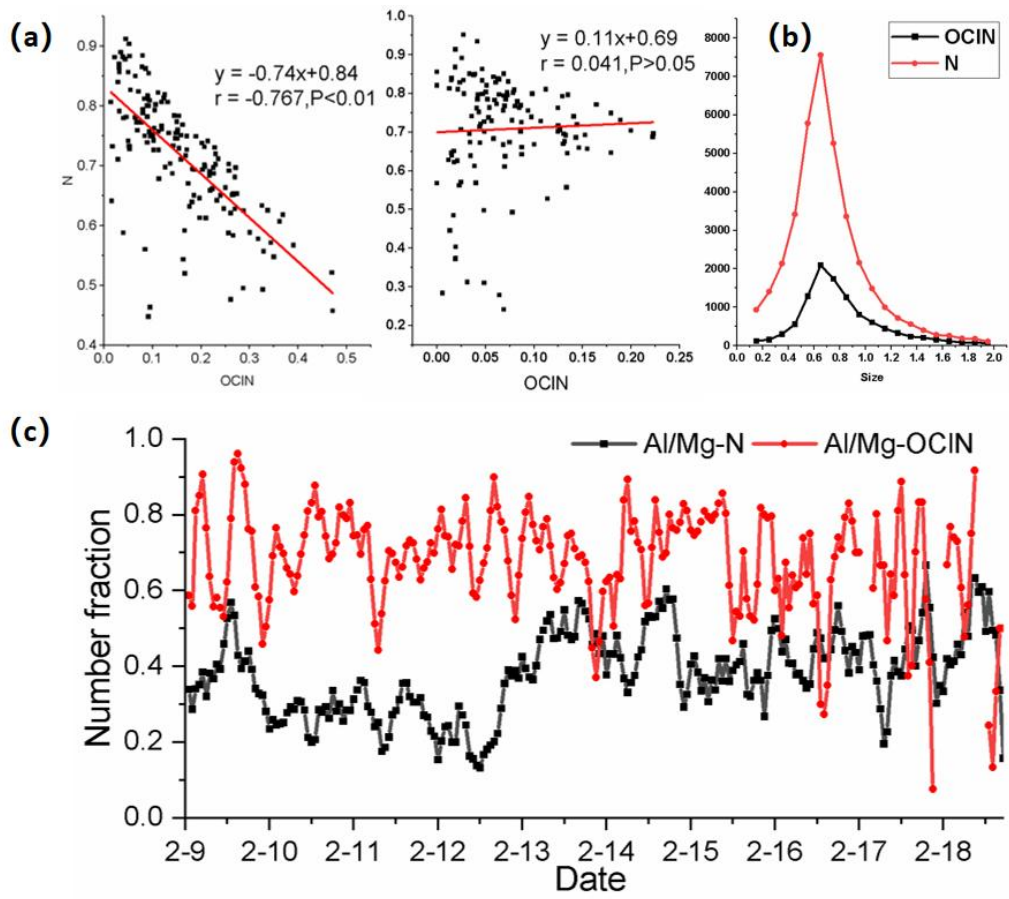 (a)
y = -0.74x+0.84
r = -0.767,P<0.01
N
0.9
0.8
0.7
0.6
0.5
0.4
0.0 0.1 0.2 0.3 0.4 0.5
OCIN
y = 0.11x+0.69
r = 0.041,P>0.05
1.0
0.9
0.8
0.7
0.6
0.5
0.4
0.3
0.2
0.00 0.05 0.10 0.15 0.20 0.25
OCIN
(b)
OCIN
N
8000
7000
6000
5000
4000
3000
2000
1000
0
0.0 0.2 0.4 0.6 0.8 1.0 1.2 1.4 1.6 1.8 2.0
Size
(c)
Al/Mg-N Al/Mg-OCIN
Number fraction
1.0
0.8
0.6
0.4
0.2
0.0
2-9 2-10 2-11 2-12 2-13 2-14 2-15 2-16 2-17 2-18
Date